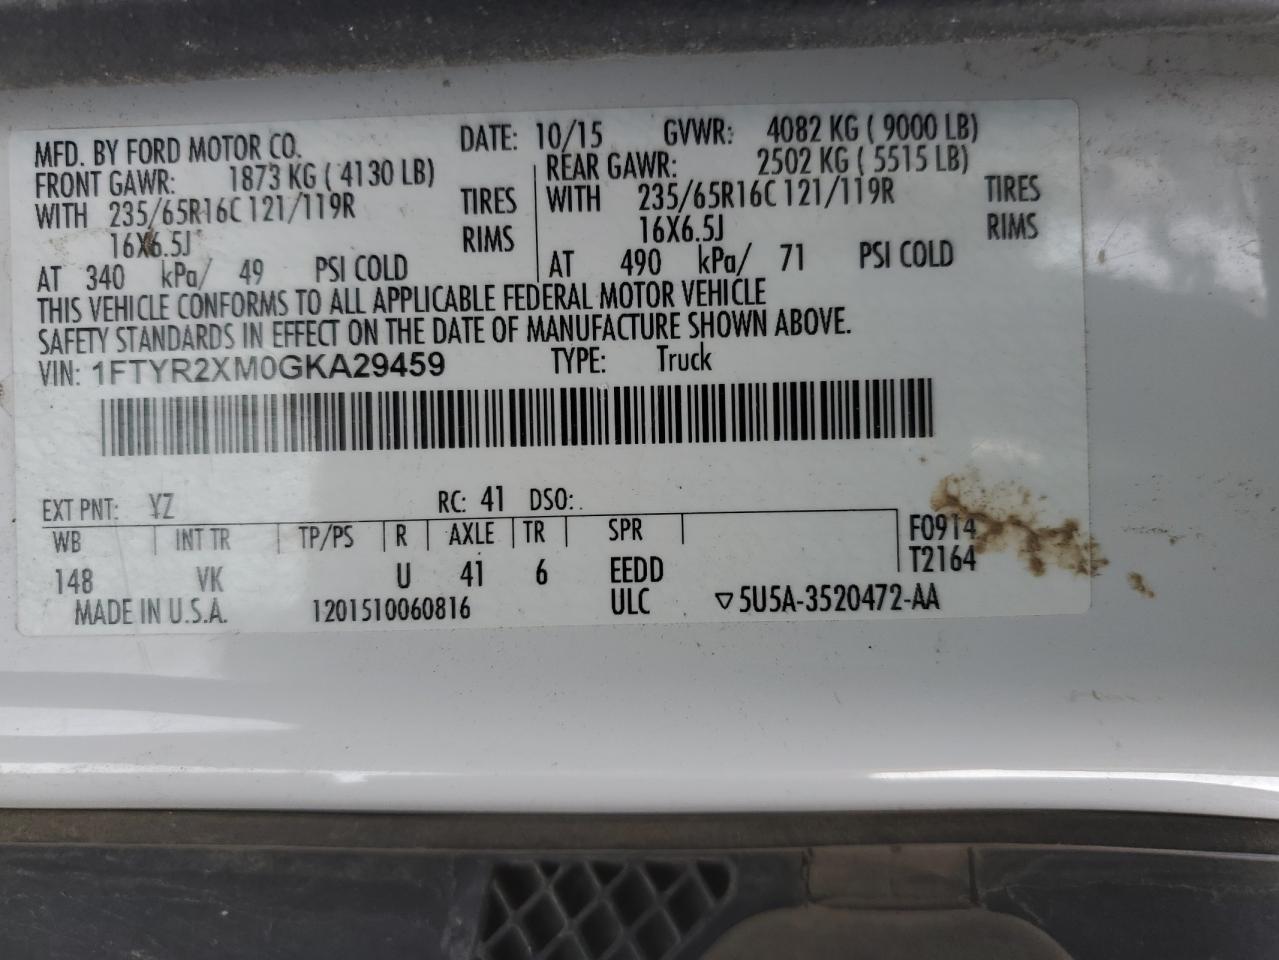 MFD. BY FORD MOTOR CO. DATE: 10/15 GVWR: 4082 KG ( 9000 LB)
FRONT GAWR: 1873 KG ( 4130 LB) REAR GAWR: 2502 KG ( 5515 LB)
WITH 235/65R16C 121/119R TIRES WITH 235/65R16C 121/119R TIRES
16X6.5J RIMS 16X6.5J RIMS
AT 340 kPa/ 49 PSI COLD AT 490 kPa/ 71 PSI COLD
THIS VEHICLE CONFORMS TO ALL APPLICABLE FEDERAL MOTOR VEHICLE
SAFETY STANDARDS IN EFFECT ON THE DATE OF MANUFACTURE SHOWN ABOVE.
VIN: 1FTYR2XM0GKA29459 TYPE: Truck
EXT PNT: YZ RC: 41 DSO:
WB INT TR TP/PS R AXLE TR SPR F0914
148 VK U 41 6 EEDD T2164
MADE IN U.S.A. 1201510060816 ULC ▽5U5A-3520472-AA